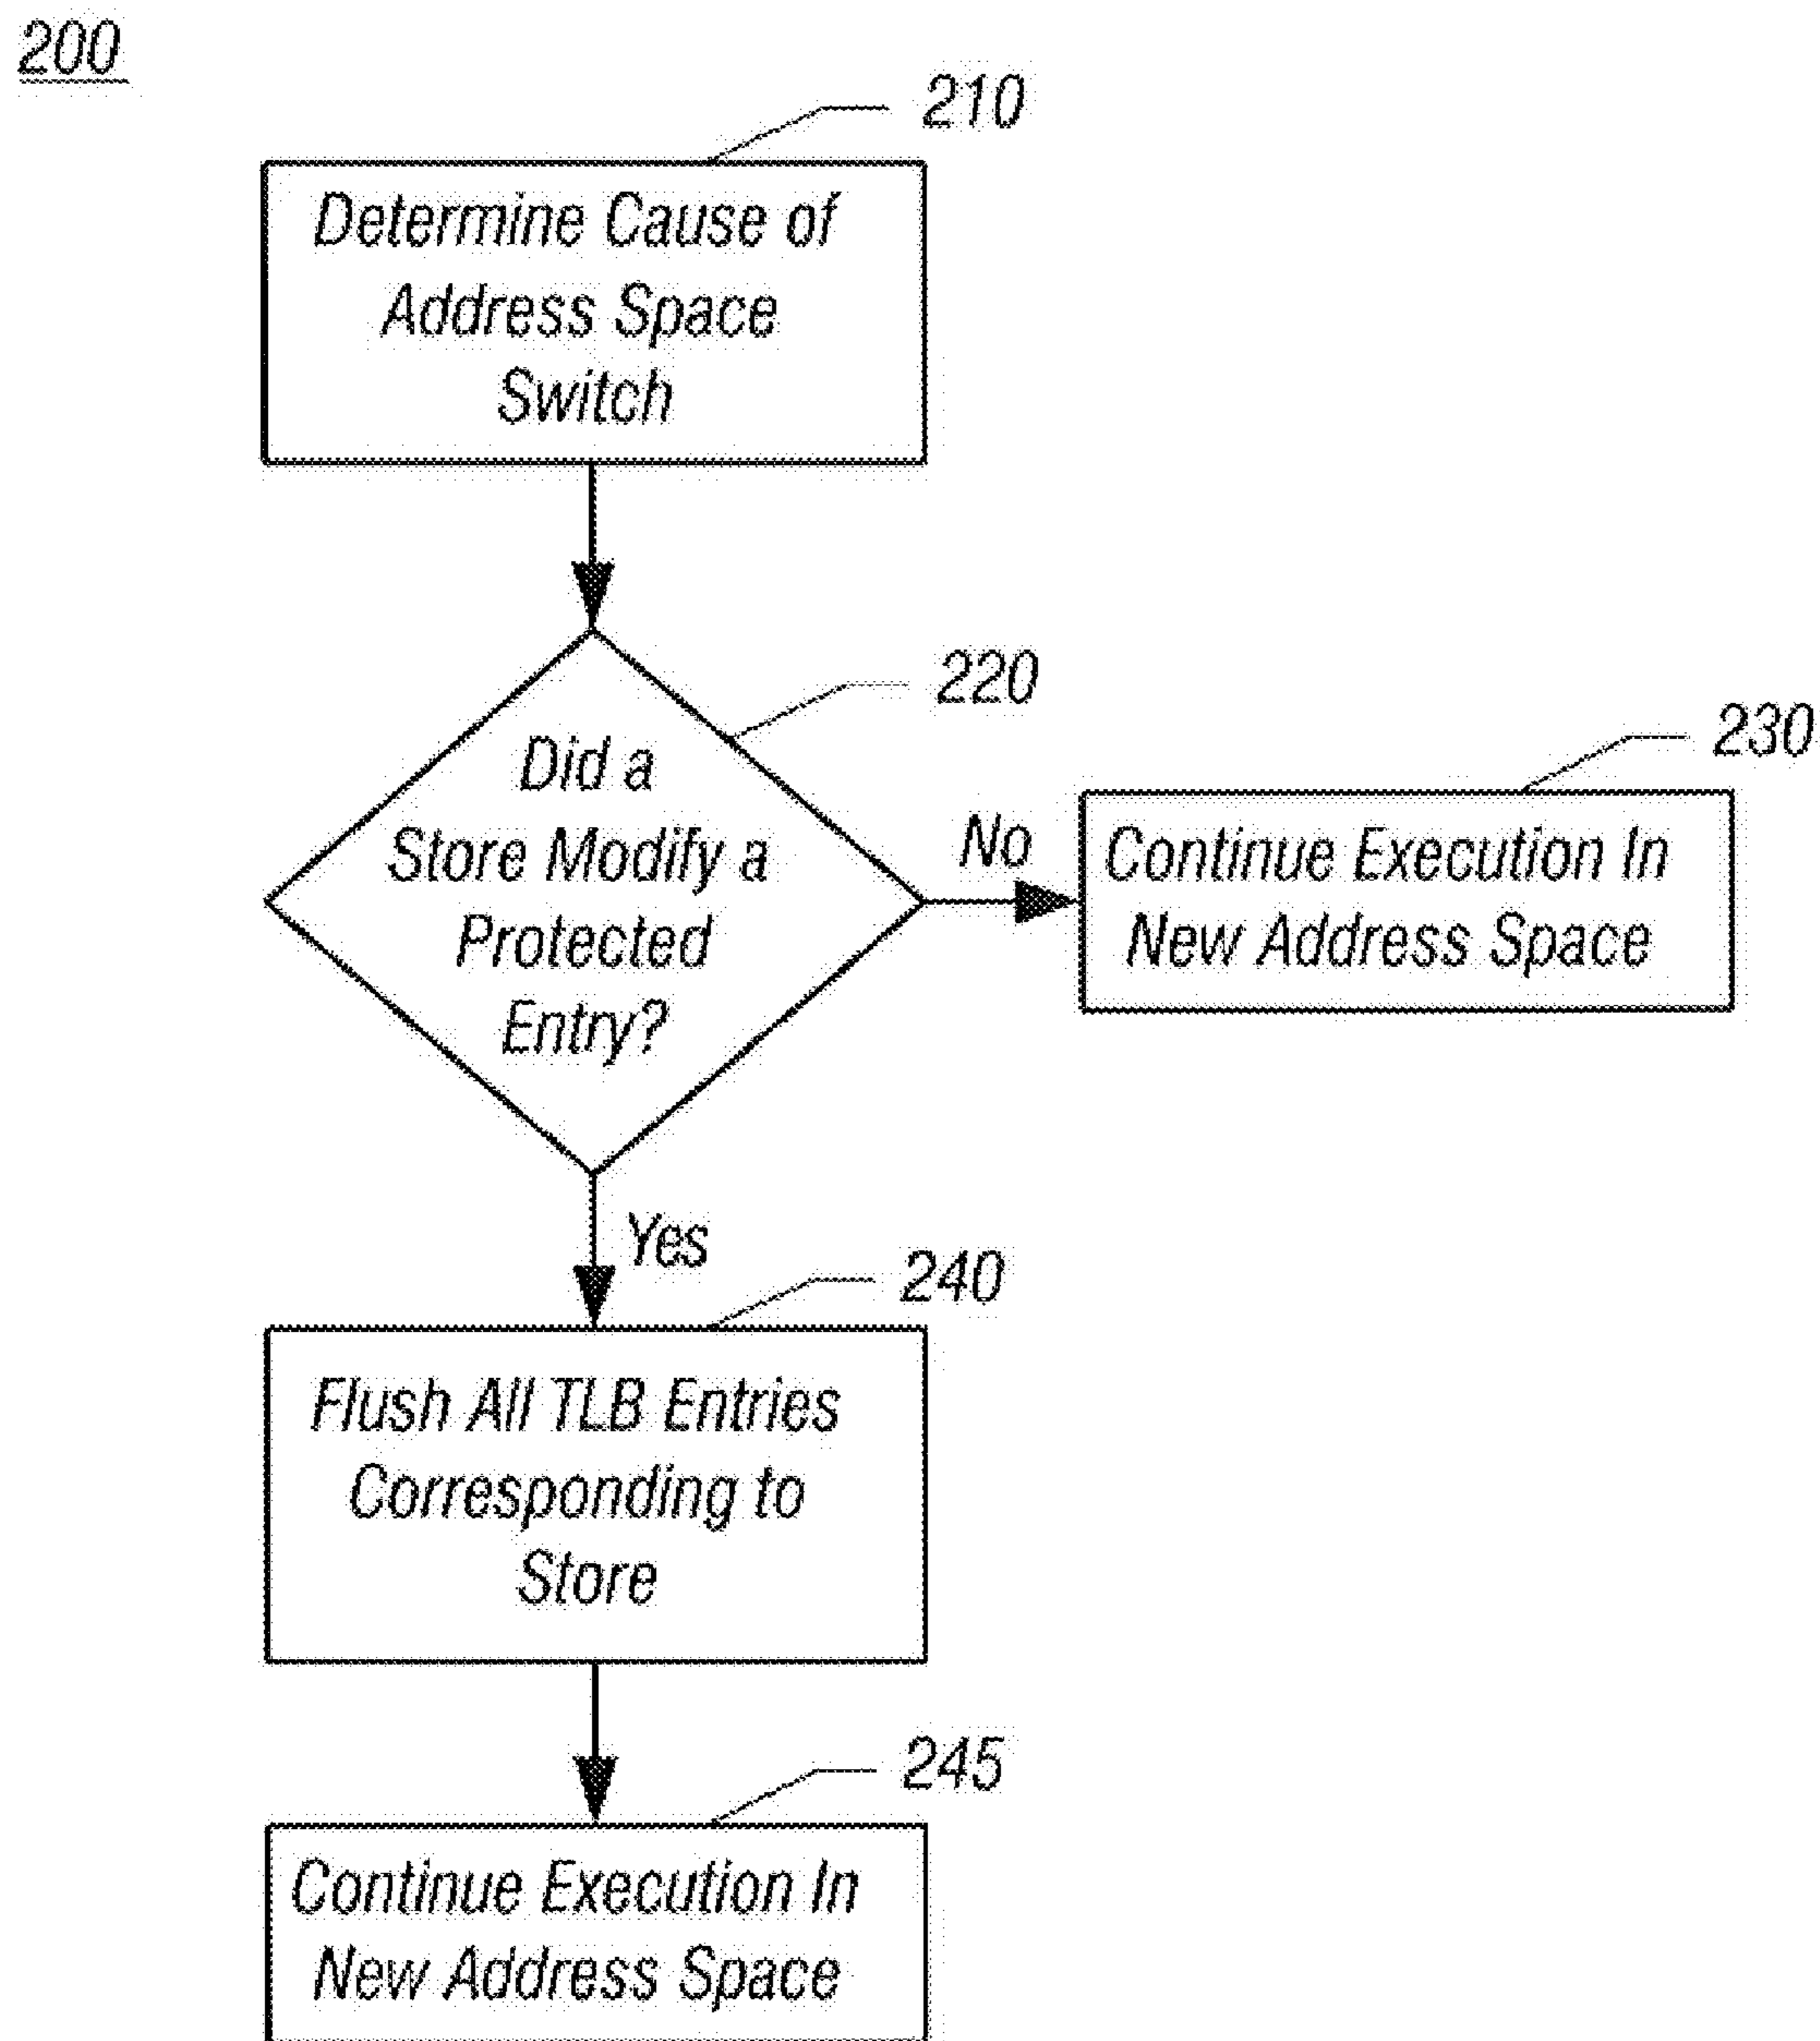 200
210
Determine Cause of
Address Space
Switch
220
Did a
Store Modify a
Protected
Entry?
No
230
Continue Execution In
New Address Space
Yes
240
Flush All TLB Entries
Corresponding to
Store
245
Continue Execution In
New Address Space